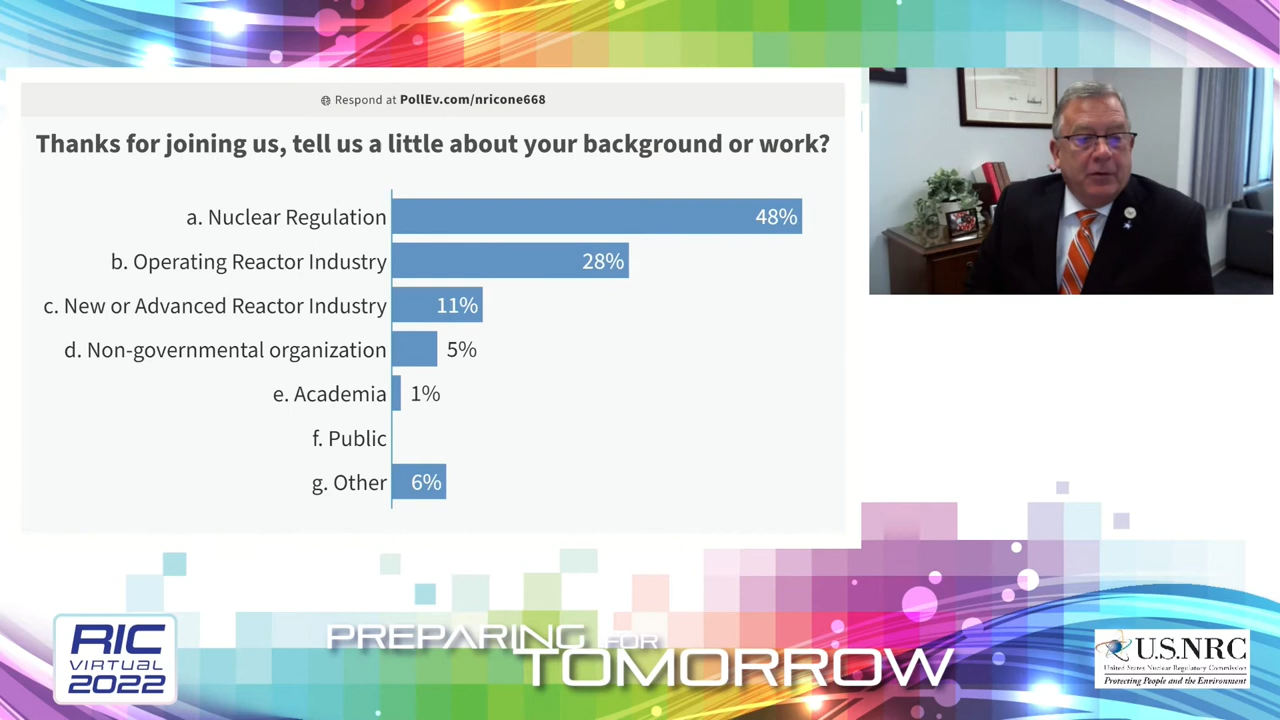 Respond at PollEv.com/nricone668
Thanks for joining us, tell us a little about your background or work?
a. Nuclear Regulation
48%
b. Operating Reactor Industry
28%
c. New or Advanced Reactor Industry
11%
d. Non-governmental organization
5%
e. Academia
1%
f. Public
g. Other
6%
RIC
VIRTUAL
2022
PREPARING FOR
TOMORROW
U.S.NRC
United States Nuclear Regulatory Commission
Protecting People and the Environment